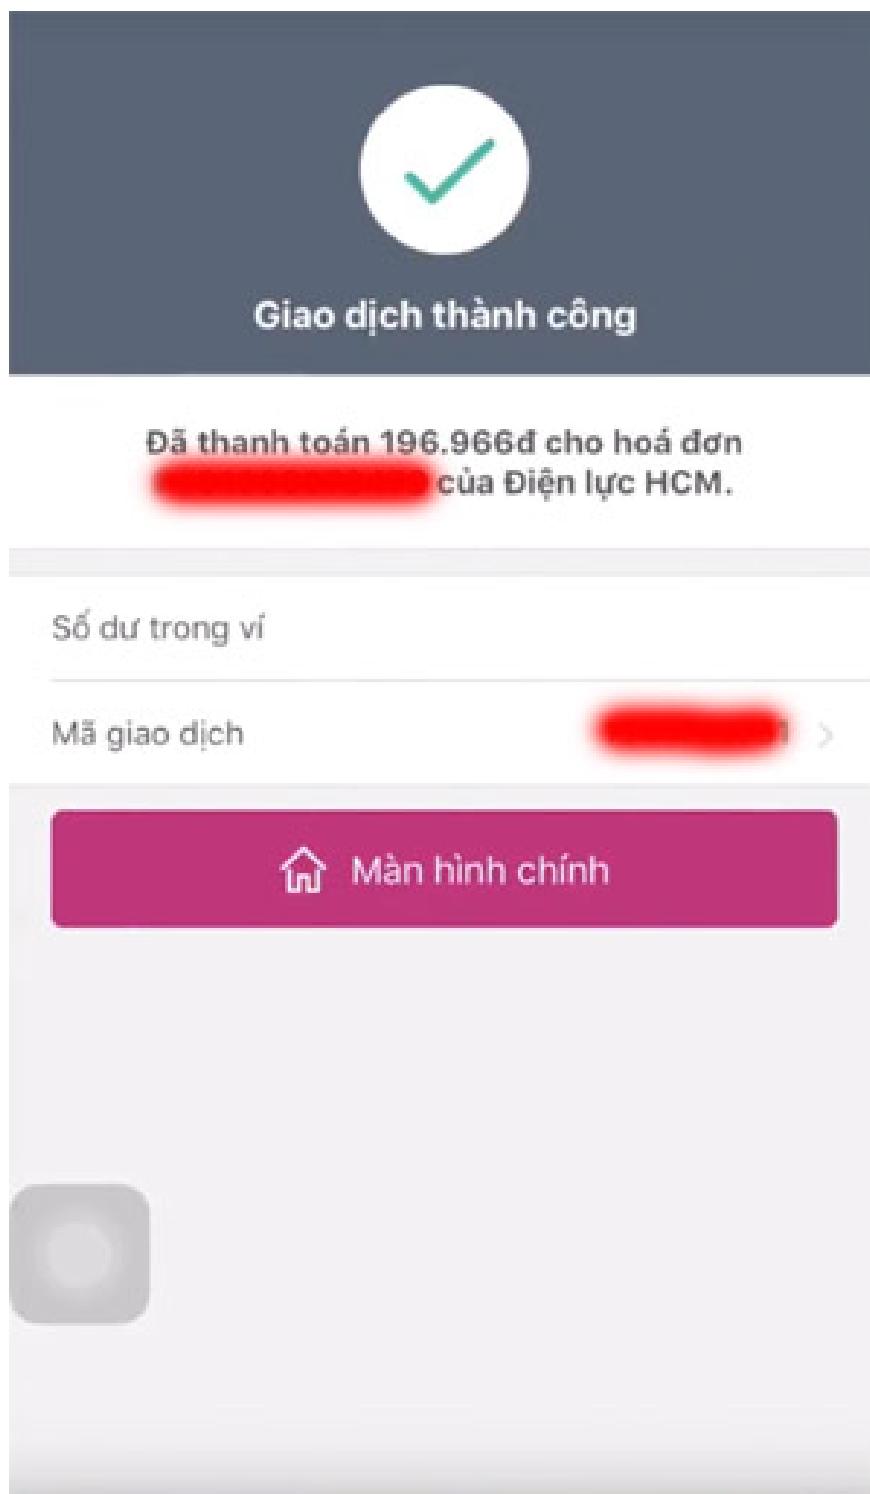 Giao dịch thành công
Đã thanh toán 196.966đ cho hoá đơn
của Điện lực HCM.
Số dư trong ví
Mã giao dịch
Màn hình chính